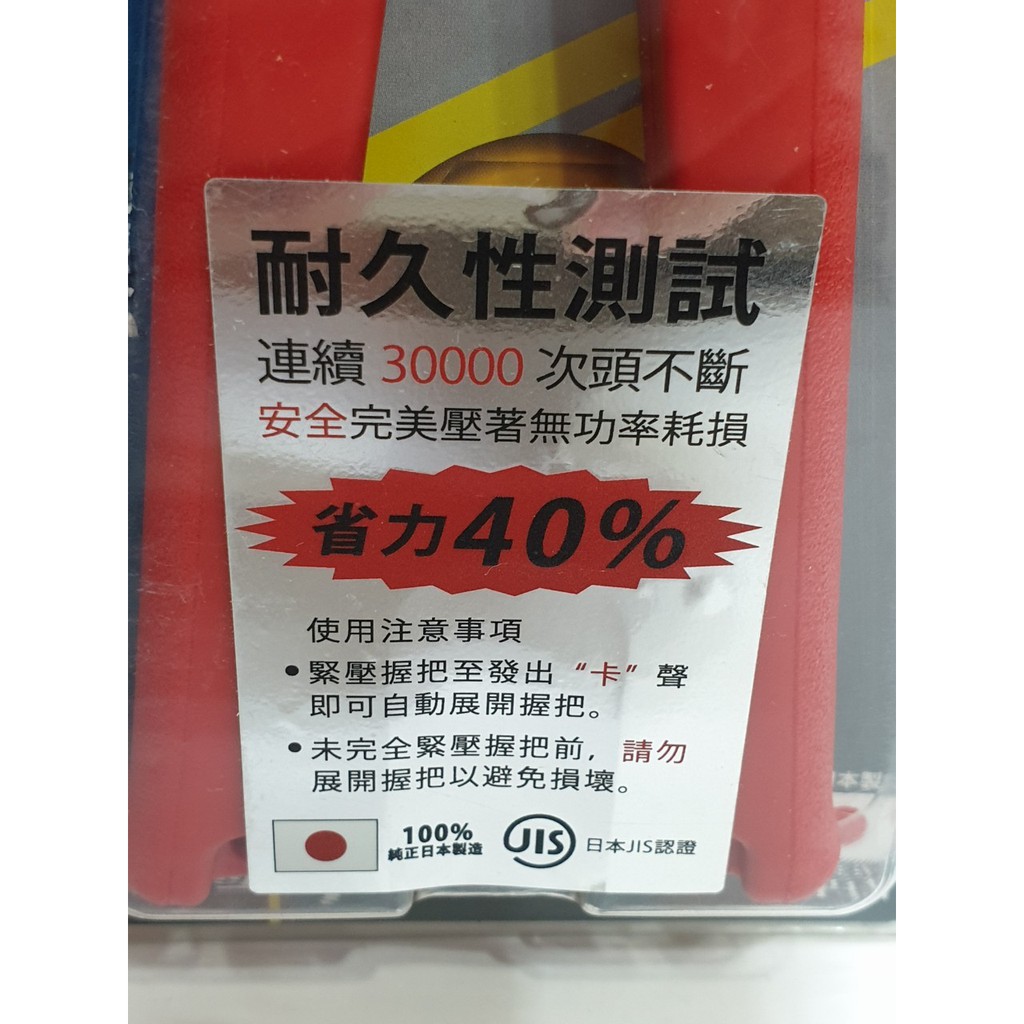 耐久性測試
連續 30000 次頭不斷
安全完美壓著無功率耗損
省力40%
使用注意事項
•緊壓握把至發出“卡”聲
即可自動展開握把。
•未完全緊壓握把前,請勿
展開握把以避免損壞。
100%
純正日本製造
JIS
日本JIS認證
本製